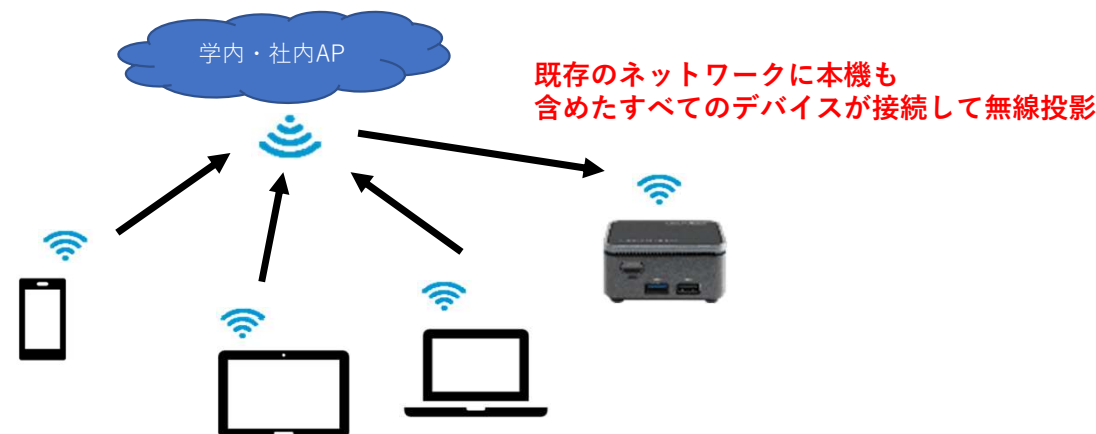 学内・社内AP
既存のネットワークに本機も
含めたすべてのデバイスが接続して無線投影